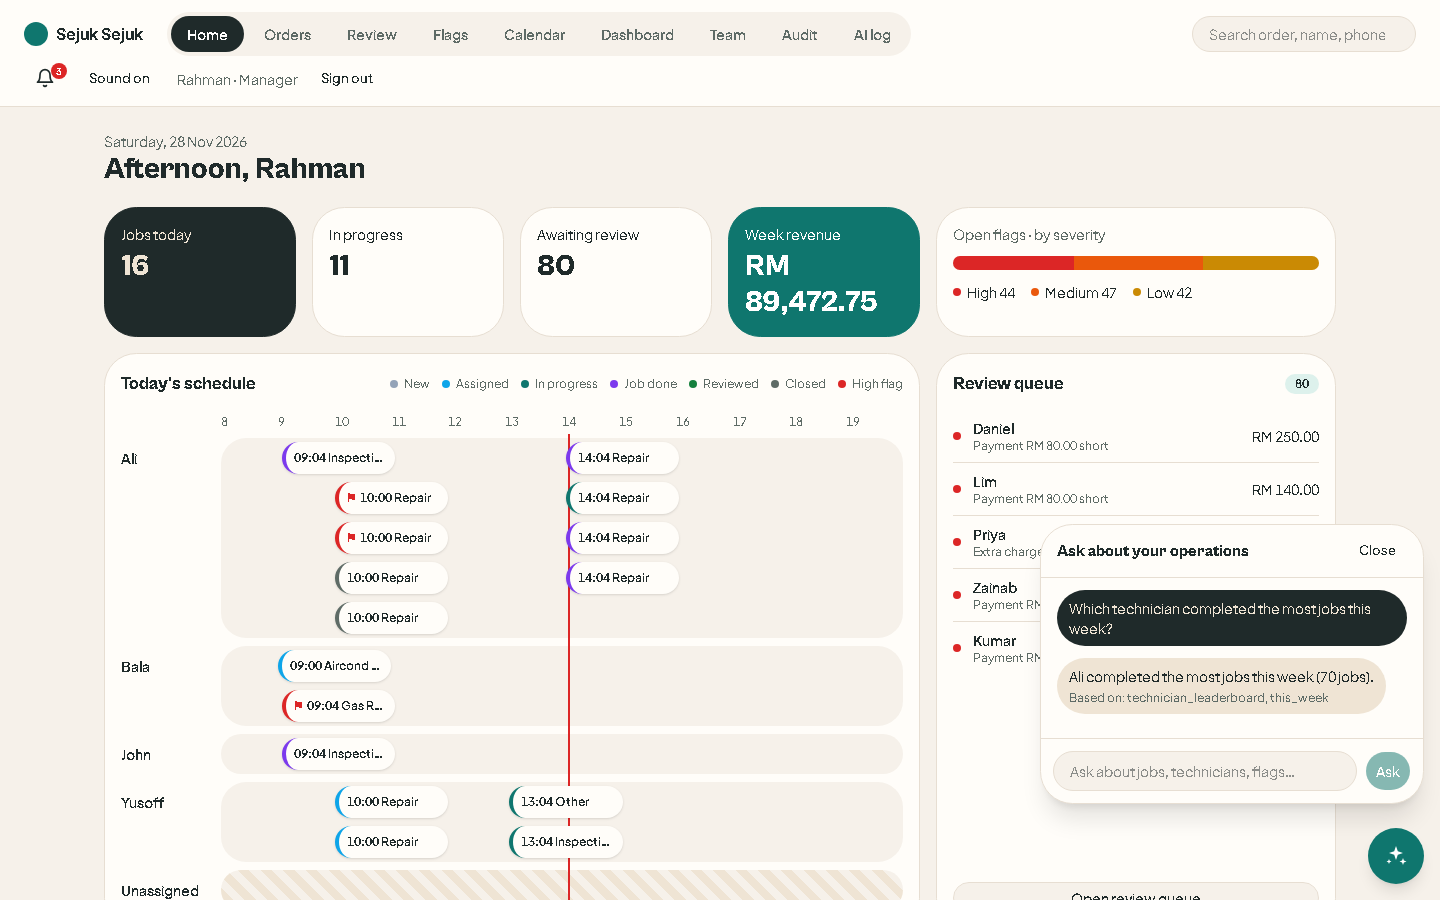 Sejuk Sejuk
Home
Orders
Review
Flags
Calendar
Dashboard
Team
Audit
AI log
Search order, name, phone
3
Sound on
Rahman · Manager
Sign out
Saturday, 28 Nov 2026
Afternoon, Rahman
Jobs today
16
In progress
11
Awaiting review
80
Week revenue
RM
89,472.75
Open flags · by severity
High 44
Medium 47
Low 42
Today's schedule
New
Assigned
In progress
Job done
Reviewed
Closed
High flag
8 9 10 11 12 13 14 15 16 17 18 19
Ali
09:04 Inspecti...
14:04 Repair
10:00 Repair
14:04 Repair
10:00 Repair
14:04 Repair
10:00 Repair
14:04 Repair
10:00 Repair
Bala
09:00 Aircond ...
09:04 Gas R...
John
09:04 Inspecti...
Yusoff
10:00 Repair
13:04 Other
10:00 Repair
13:04 Inspecti...
Unassigned
Review queue
80
Daniel
Payment RM 80.00 short
RM 250.00
Lim
Payment RM 80.00 short
RM 140.00
Priya
Extra charge
Zainab
Payment RM
Kumar
Payment RM
Open review queue
Ask about your operations
Close
Which technician completed the most jobs this
week?
Ali completed the most jobs this week (70 jobs).
Based on: technician_leaderboard, this_week
Ask about jobs, technicians, flags...
Ask